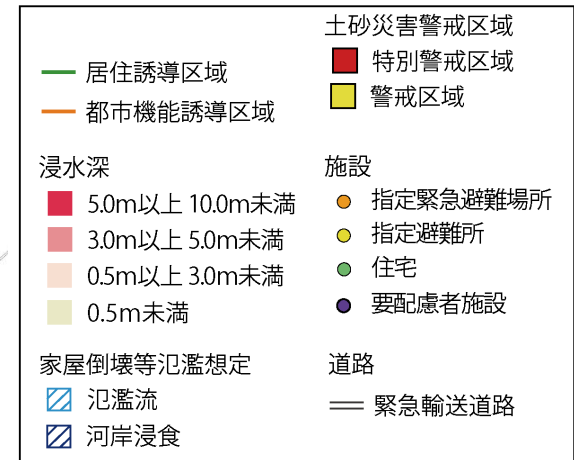 居住誘導区域
都市機能誘導区域
土砂災害警戒区域
特別警戒区域
警戒区域
浸水深
5.0m以上 10.0m未満
3.0m以上 5.0m未満
0.5m以上 3.0m未満
0.5m未満
施設
指定緊急避難場所
指定避難所
住宅
要配慮者施設
家屋倒壊等氾濫想定
氾濫流
河岸浸食
道路
緊急輸送道路